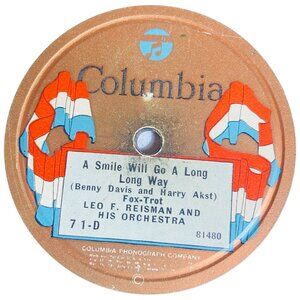 Columbia
A Smile Will Go A Long
Long Way
(Benny Davis and Harry Akst)
Fox-Trot
LEO F. REISMAN AND
HIS ORCHESTRA
71-D
81480
COLUMBIA PHONOGRAPH COMPANY